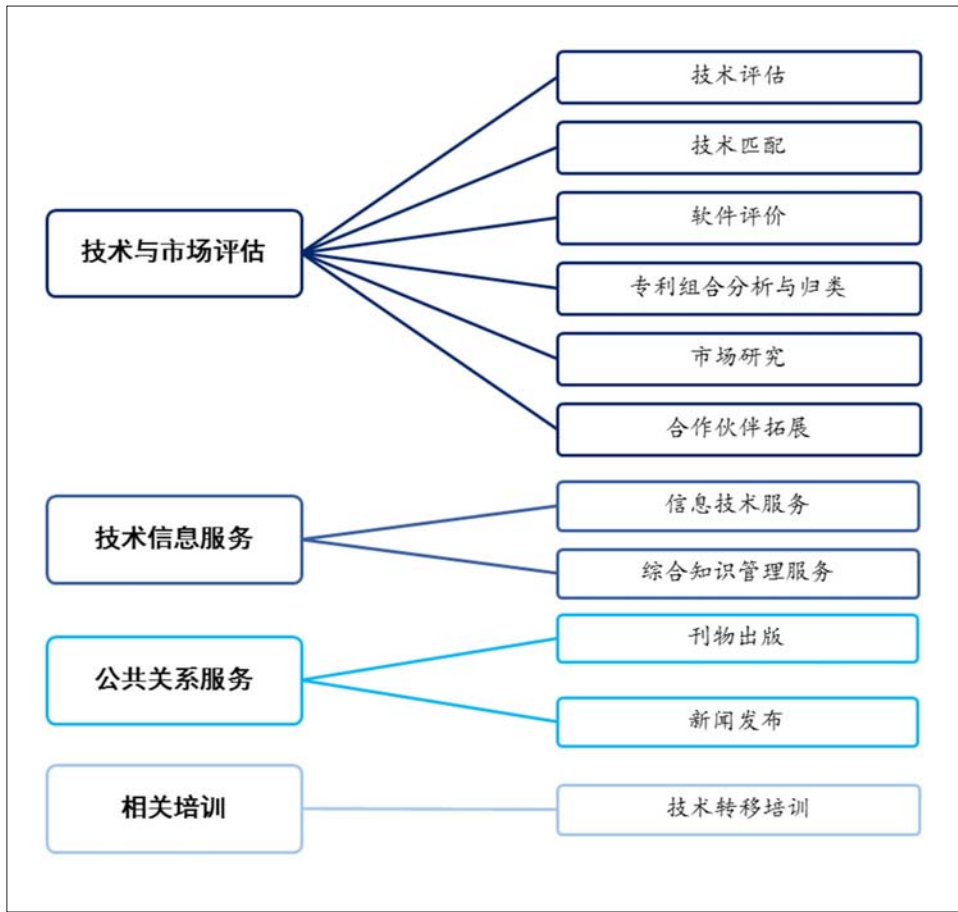 技术与市场评估
技术评估
技术匹配
软件评价
专利组合分析与归类
市场研究
合作伙伴拓展
技术信息服务
信息技术服务
综合知识管理服务
公共关系服务
刊物出版
新闻发布
相关培训
技术转移培训